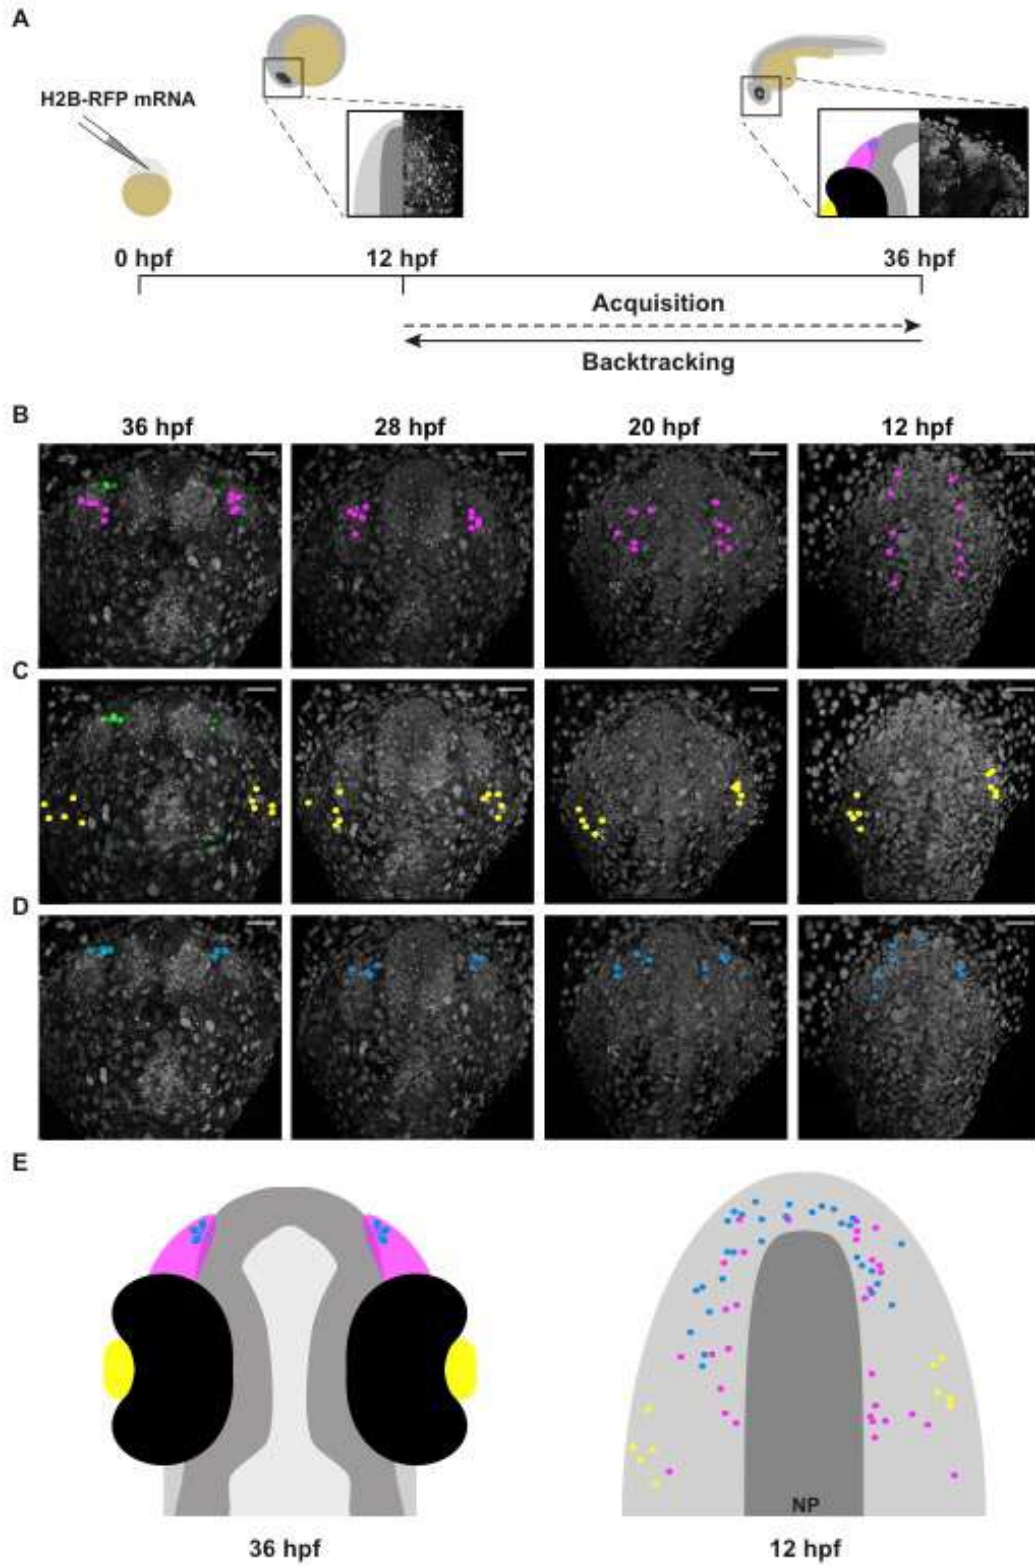 A
H2B-RFP mRNA
0 hpf 12 hpf 36 hpf
Acquisition
Backtracking
B
36 hpf 28 hpf 20 hpf 12 hpf
C
D
E
NP
36 hpf 12 hpf